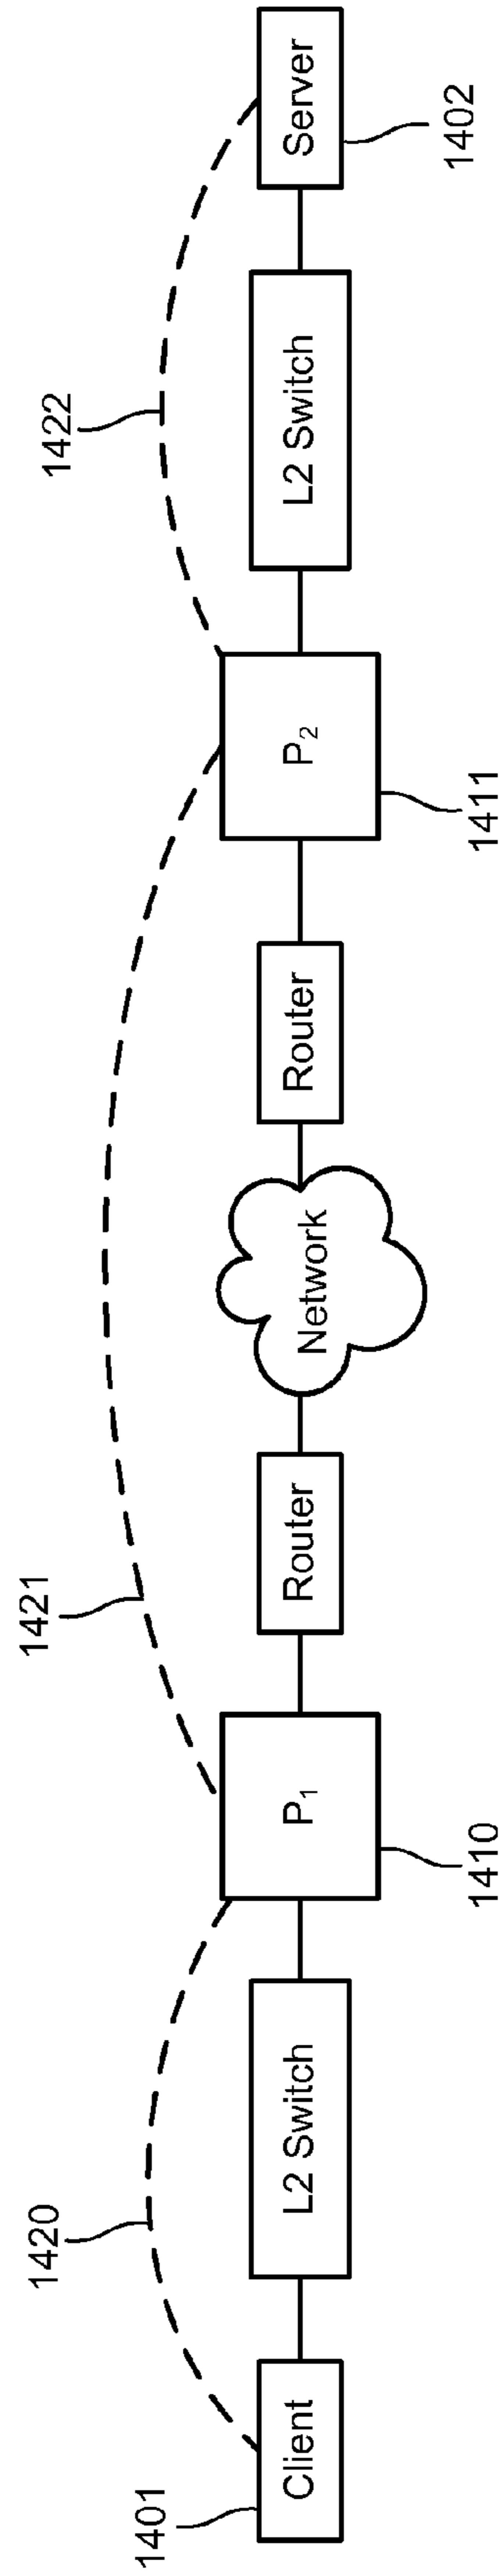 1420
1421
1422
1401
Client
L2 Switch
P₁
Router
Network
Router
P₂
L2 Switch
Server
1410
1411
1402